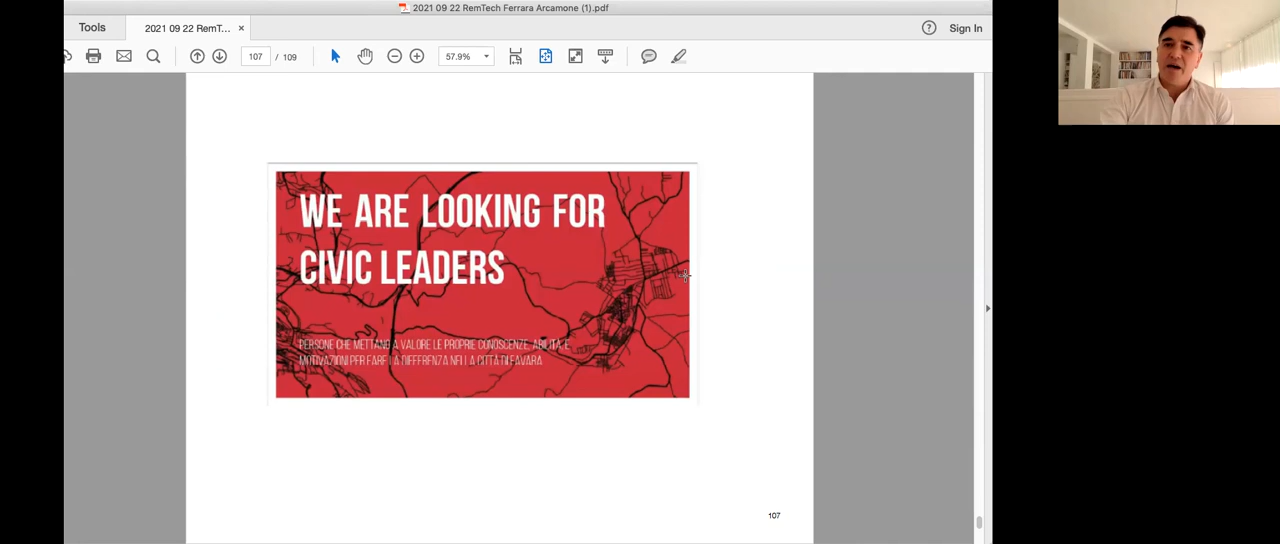 2021 09 22 RemTech Ferrara Arcamone (1).pdf
Tools
2021 09 22 RemT... ×
? Sign In
107 / 109
57.9%
WE ARE LOOKING FOR
CIVIC LEADERS
PERSONE CHE METTANO A VALORE LE PROPRIE CONOSCENZE, ABILITÀ E
MOTIVAZIONI PER FARE LA DIFFERENZA NELLA CITTÀ DI FAVARA
107